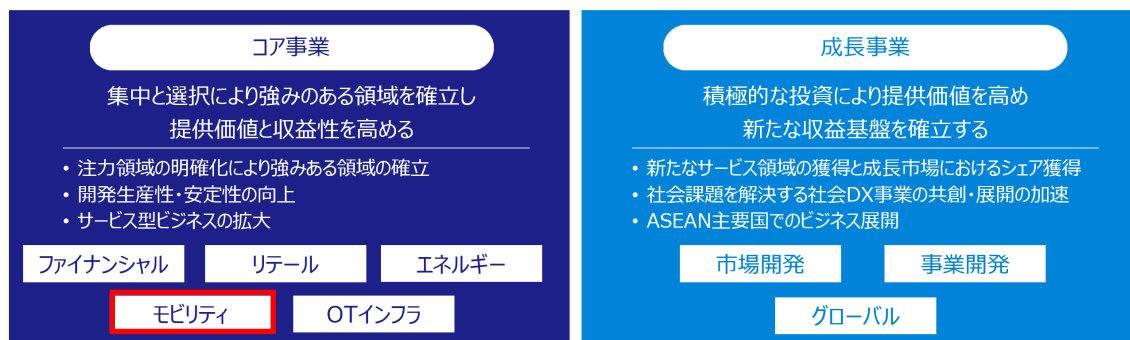 コア事業
集中と選択により強みのある領域を確立し
提供価値と収益性を高める
• 注力領域の明確化により強みある領域の確立
• 開発生産性・安定性の向上
• サービス型ビジネスの拡大
ファイナンシャル
リテール
エネルギー
モビリティ
OTインフラ
成長事業
積極的な投資により提供価値を高め
新たな収益基盤を確立する
• 新たなサービス領域の獲得と成長市場におけるシェア獲得
• 社会課題を解決する社会DX事業の共創・展開の加速
• ASEAN主要国でのビジネス展開
市場開発
事業開発
グローバル